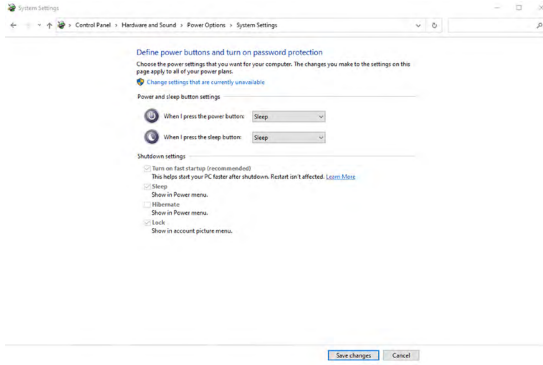 System Settings
Control Panel > Hardware and Sound > Power Options > System Settings
Define power buttons and turn on password protection
Choose the power settings that you want for your computer. The changes you make to the settings on this
page apply to all of your power plans.
Change settings that are currently unavailable
Power and sleep button settings
When I press the power button: Sleep
When I press the sleep button: Sleep
Shutdown settings
Turn on fast startup (recommended)
This helps start your PC faster after shutdown. Restart isn't affected. Learn More
Sleep
Show in Power menu.
Hibernate
Show in Power menu.
Lock
Show in account picture menu.
Save changes Cancel